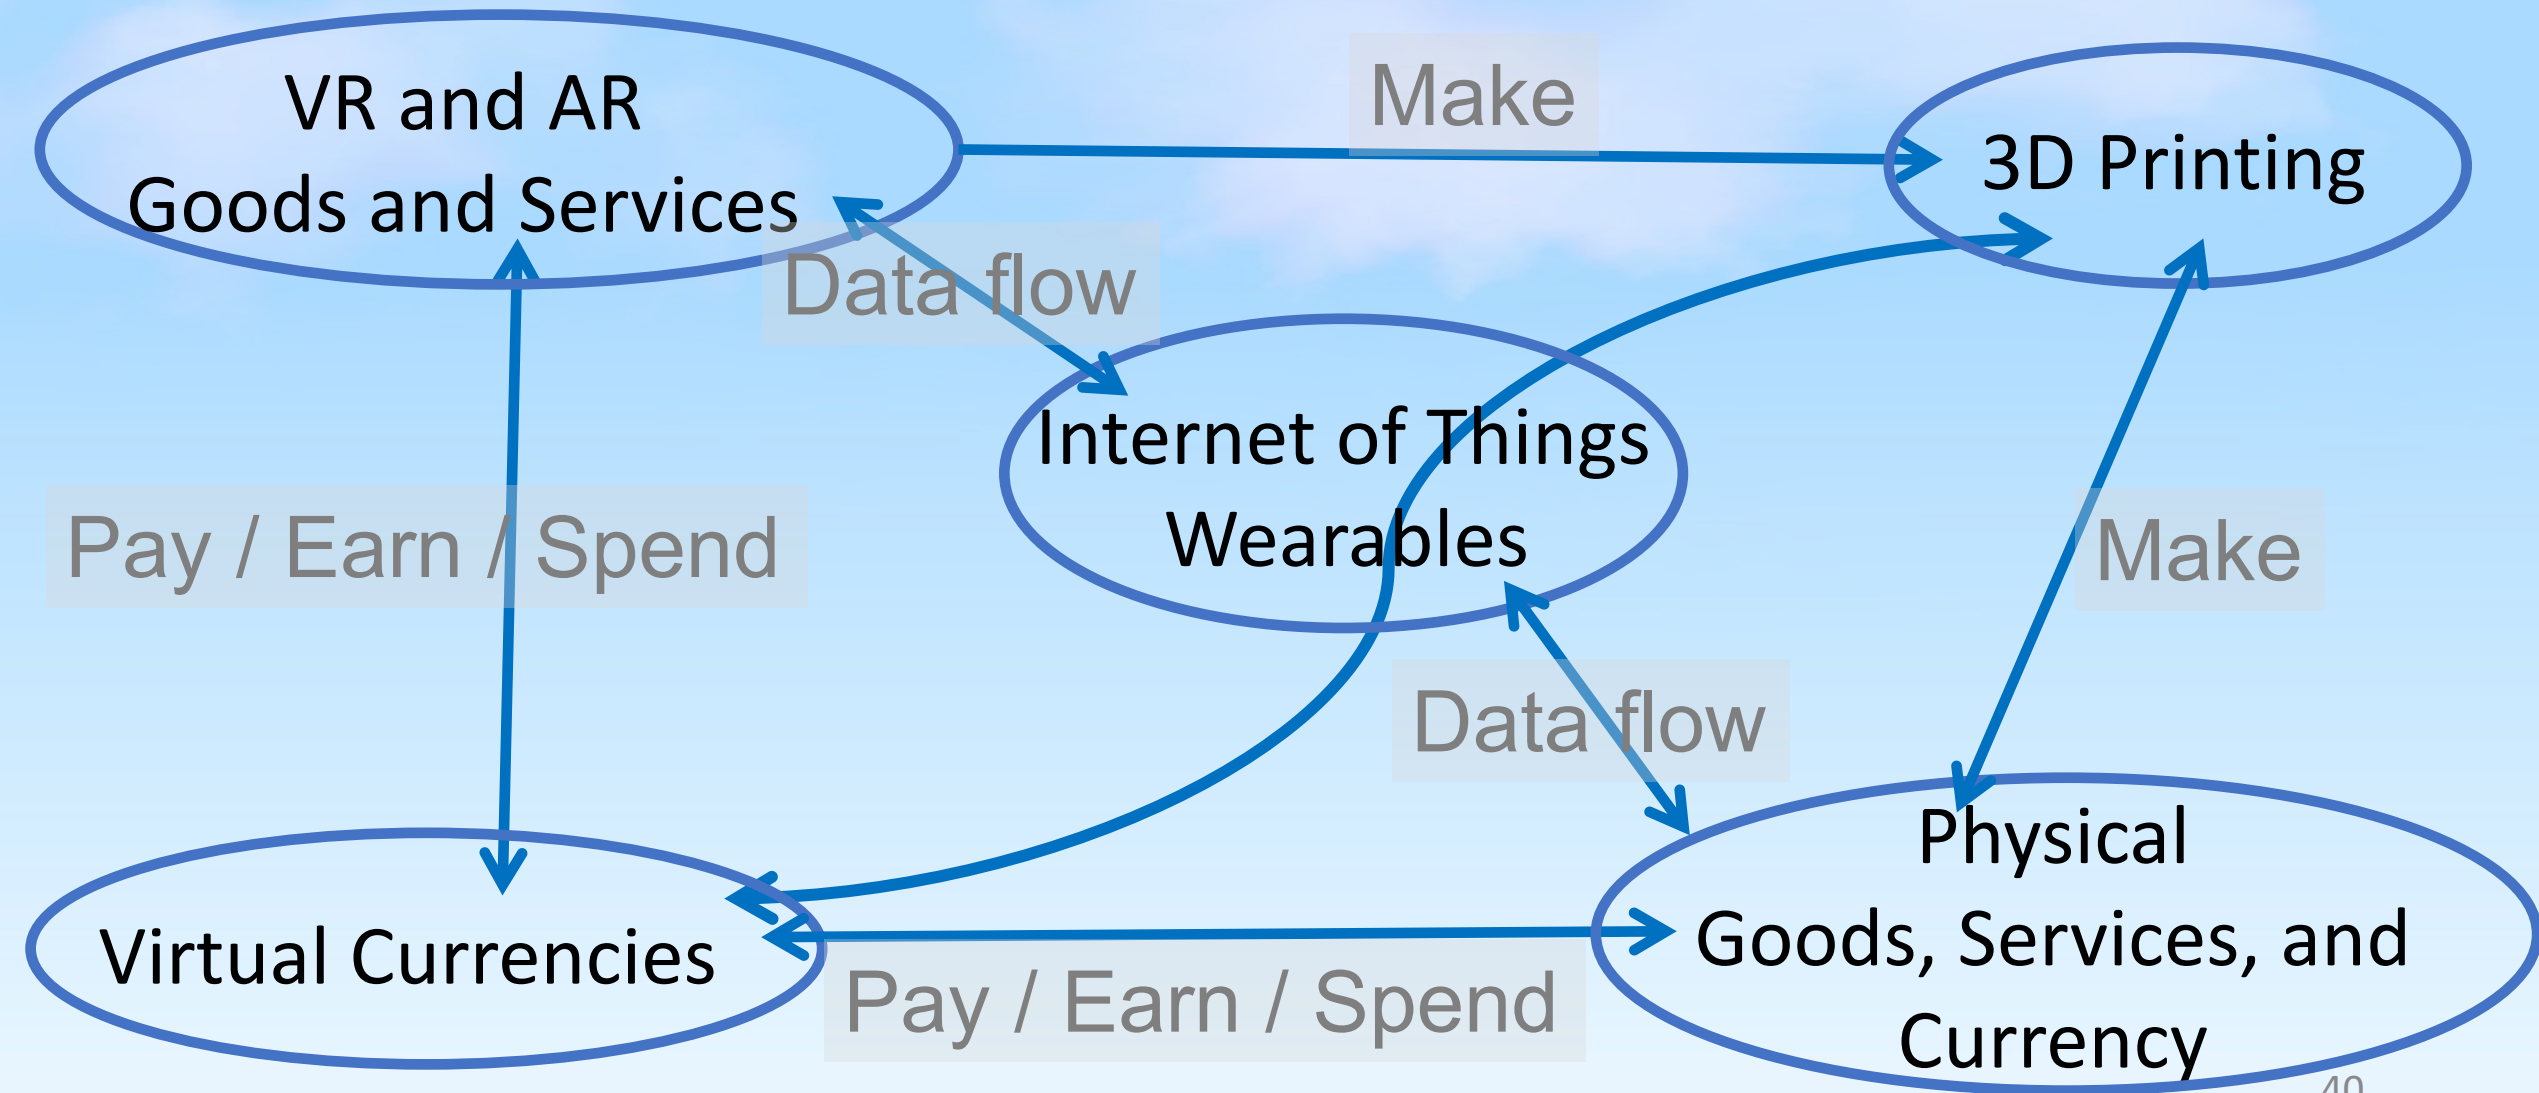 VR and AR
Goods and Services
Make
3D Printing
Data flow
Internet of Things
Wearables
Pay / Earn / Spend
Make
Data flow
Virtual Currencies
Pay / Earn / Spend
Physical
Goods, Services, and
Currency
40